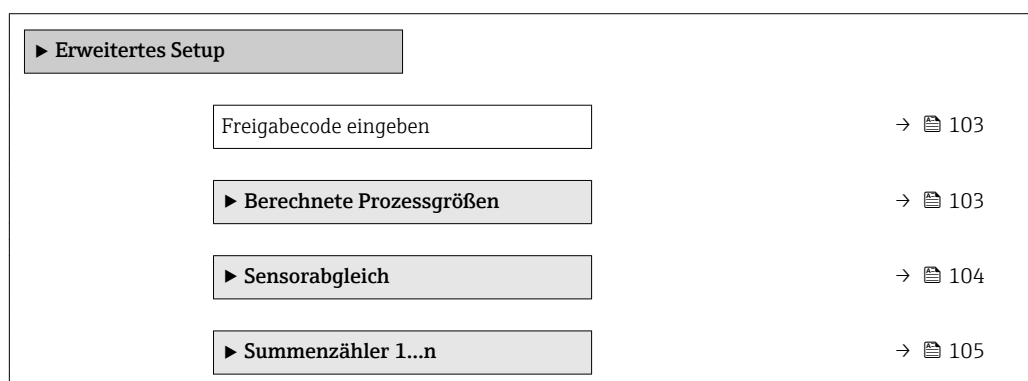 ▶ Erweitertes Setup
Freigabecode eingeben → 103
▶ Berechnete Prozessgrößen → 103
▶ Sensorabgleich → 104
▶ Summenzähler 1…n → 105